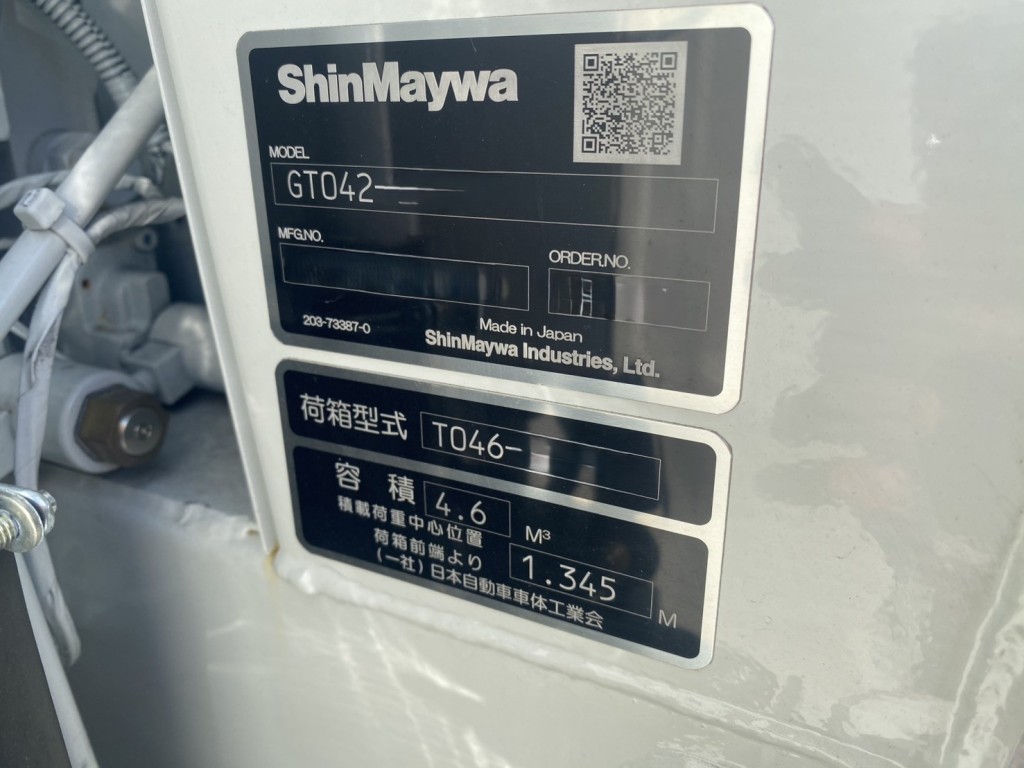 ShinMaywa
MODEL
GT042-
MFG.NO.
ORDER.NO.
203-73387-0
Made in Japan
ShinMaywa Industries, Ltd.
荷箱型式 T046-
容積 4.6 M³
積載荷重中心位置
荷箱前端より 1.345 M
(一社)日本自動車車体工業会